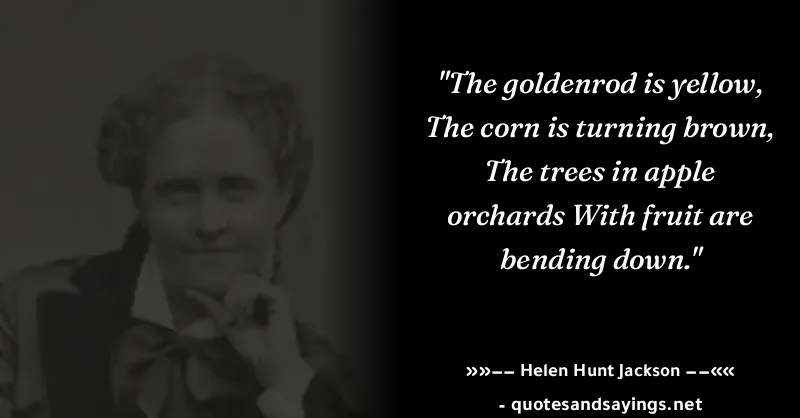 "The goldenrod is yellow,
The corn is turning brown,
The trees in apple
orchards With fruit are
bending down."
»»−− Helen Hunt Jackson −−««
- quotesandsayings.net